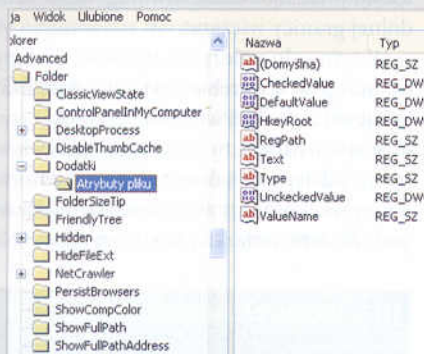 ja Widok Ulubione Pomoc
plorer
Advanced
Folder
ClassicViewState
ControlPanelInMyComputer
DesktopProcess
DisableThumbCache
Dodatki
Atrybuty pliku
FolderSizeTip
FriendlyTree
Hidden
HideFileExt
NetCrawler
PersistBrowsers
ShowCompColor
ShowFullPath
ShowFullPathAddress
Nazwa Typ
(Domyślna) REG_SZ
CheckedValue REG_DW
DefaultValue REG_DW
HkeyRoot REG_DW
RegPath REG_SZ
Text REG_SZ
Type REG_SZ
UnckeckedValue REG_DW
ValueName REG_SZ